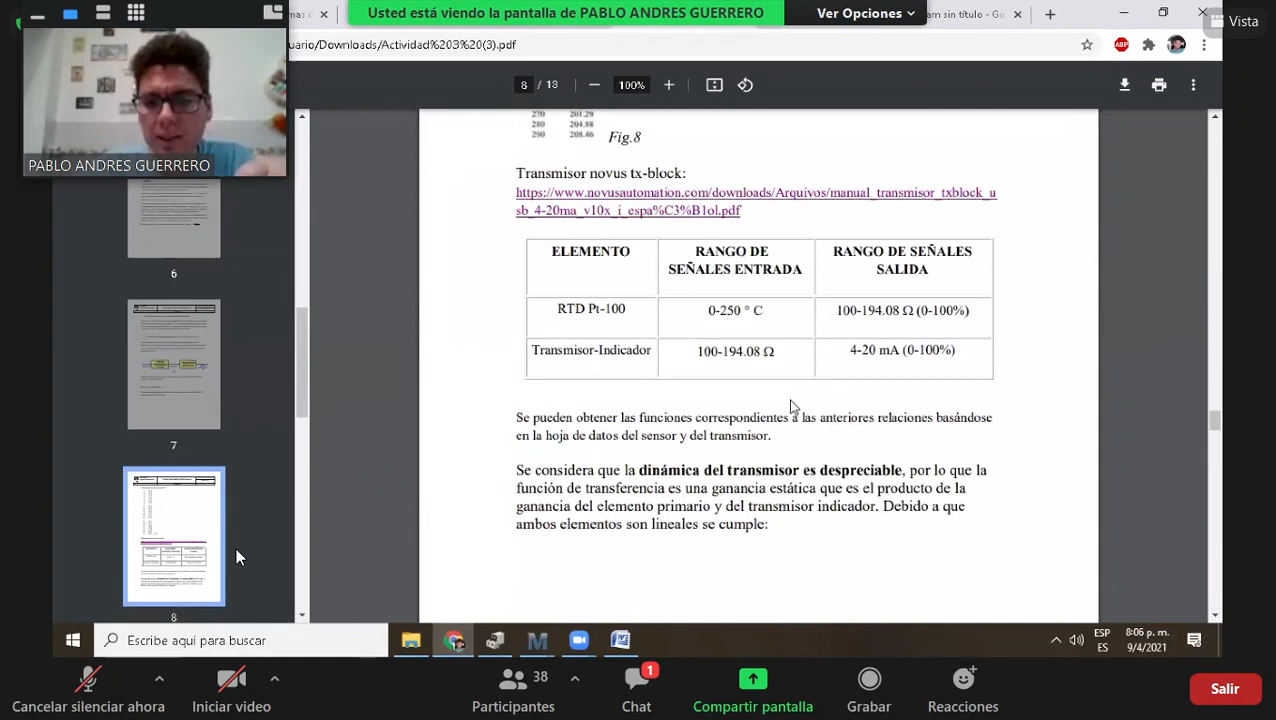 Usted está viendo la pantalla de PABLO ANDRES GUERRERO
Ver Opciones
Vista
uario/Downloads/Actividad%203%20(3).pdf
ABP
8 / 13
100%
PABLO ANDRES GUERRERO
280 204.88
290 208.46
Fig.8
Transmisor novus tx-block:
https://www.novusautomation.com/downloads/Arquivos/manual_transmisor_txblock_u
sb_4-20ma_v10x_i_espa%C3%B1ol.pdf
ELEMENTO
RANGO DE
SEÑALES ENTRADA
RANGO DE SEÑALES
SALIDA
RTD Pt-100
0-250 ° C
100-194.08 Ω (0-100%)
Transmisor-Indicador
100-194.08 Ω
4-20 mA (0-100%)
Se pueden obtener las funciones correspondientes a las anteriores relaciones basándose
en la hoja de datos del sensor y del transmisor.
Se considera que la dinámica del transmisor es despreciable, por lo que la
función de transferencia es una ganancia estática que es el producto de la
ganancia del elemento primario y del transmisor indicador. Debido a que
ambos elementos son lineales se cumple:
6
7
8
Escribe aquí para buscar
ESP
ES
8:06 p. m.
9/4/2021
Cancelar silenciar ahora
Iniciar video
38
Participantes
1
Chat
Compartir pantalla
Grabar
Reacciones
Salir